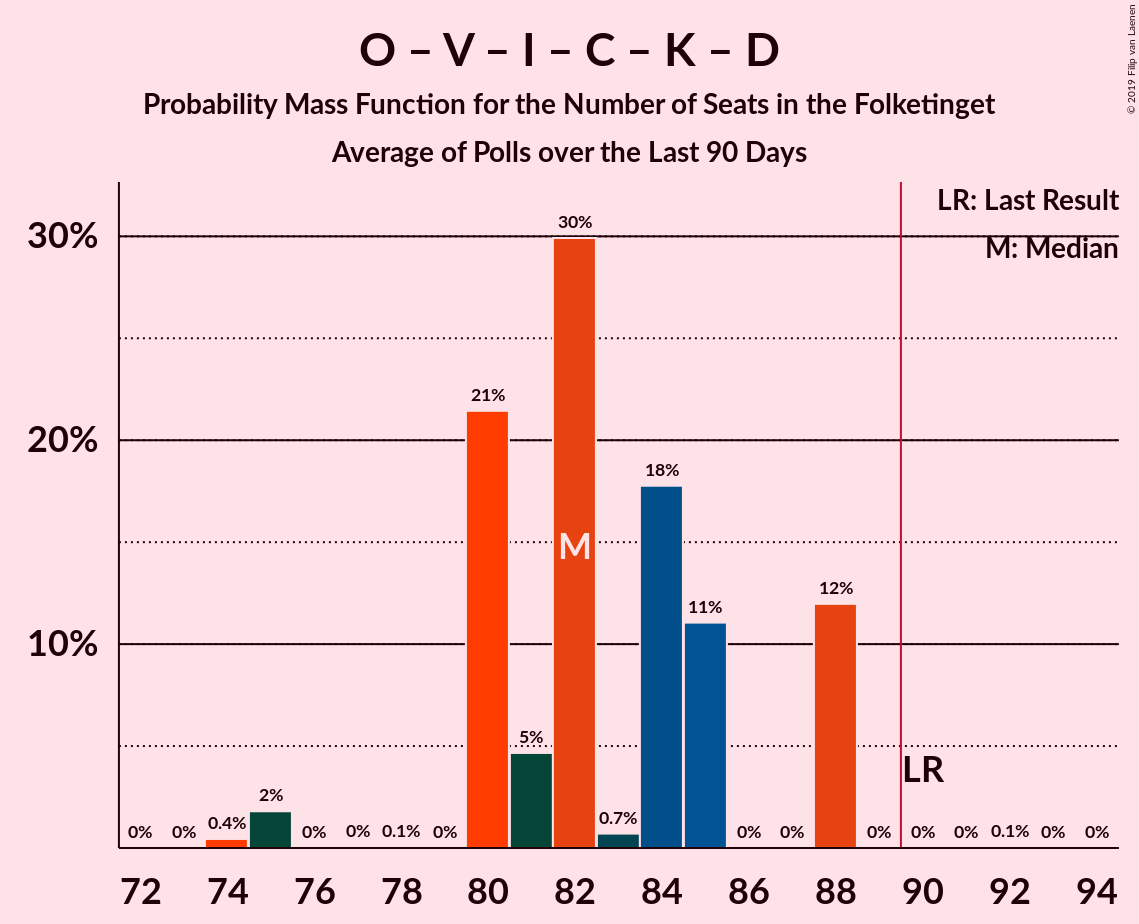 O – V – I – C – K – D
Probability Mass Function for the Number of Seats in the Folketinget
Average of Polls over the Last 90 Days
© 2019 Filip van Laenen
LR: Last Result
M: Median
30%
20%
10%
0% 0% 0.4% 2% 0% 0% 0.1% 0% 21% 5% 30% 0.7% 18% 11% 0% 0% 12% 0% 0% 0% 0.1% 0% 0%
M
LR
72 74 76 78 80 82 84 86 88 90 92 94